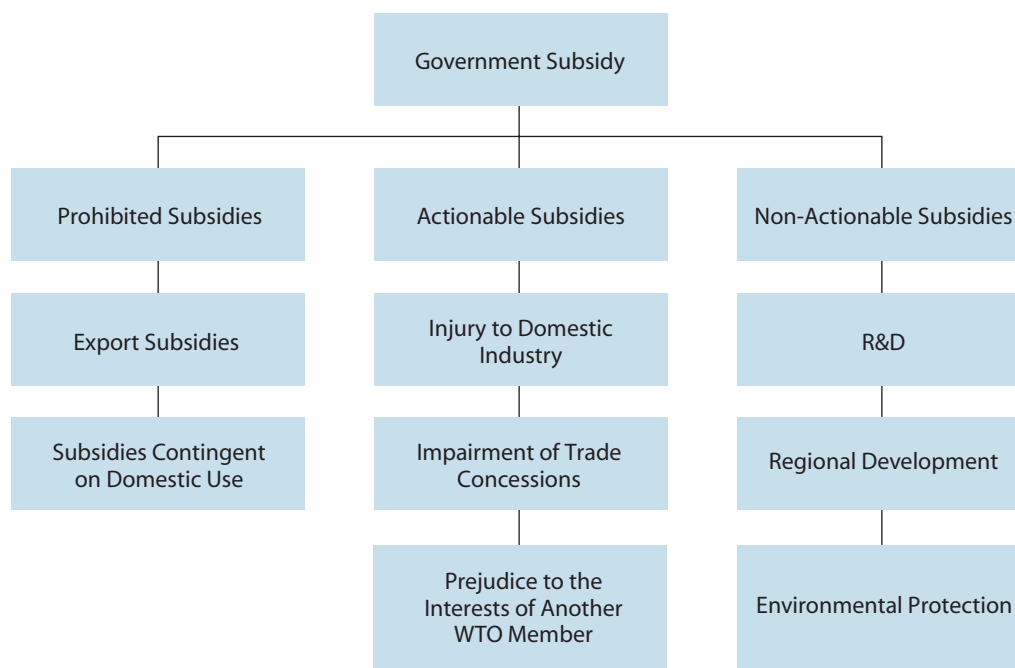 Government Subsidy
Prohibited Subsidies
Actionable Subsidies
Non-Actionable Subsidies
Export Subsidies
Injury to Domestic
Industry
R&D
Subsidies Contingent
on Domestic Use
Impairment of Trade
Concessions
Regional Development
Prejudice to the
Interests of Another
WTO Member
Environmental Protection